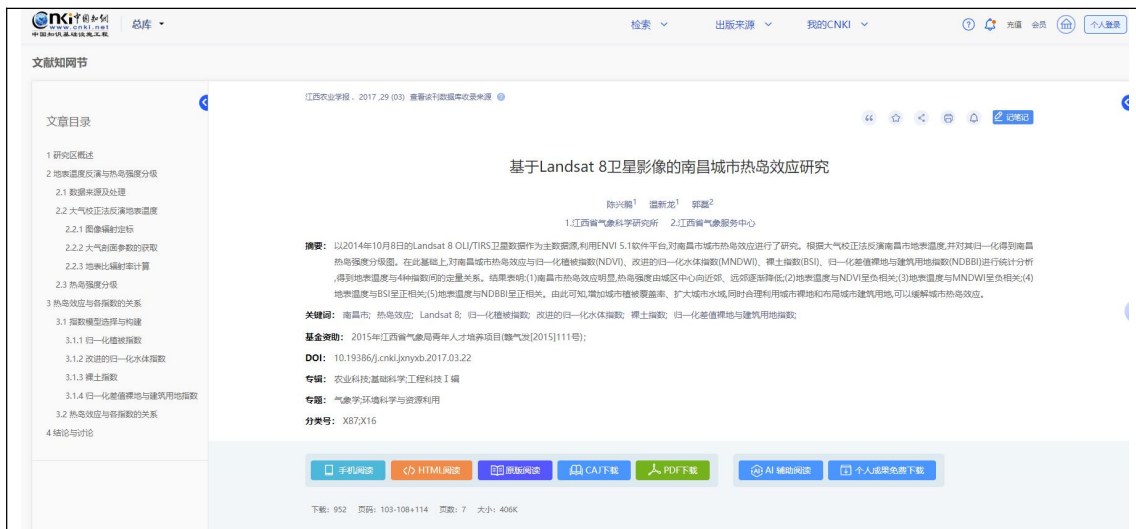 cnki中国知网
www.cnki.net
中国知识基础设施工程
总库
检索
出版来源
我的CNKI
充值
会员
个人登录
文献知网节
文章目录
1 研究区概述
2 地表温度反演与热岛强度分级
2.1 数据来源及处理
2.2 大气校正法反演地表温度
2.2.1 图像辐射定标
2.2.2 大气剖面参数的获取
2.2.3 地表比辐射率计算
2.3 热岛强度分级
3 热岛效应与各指数的关系
3.1 指数模型选择与构建
3.1.1 归一化植被指数
3.1.2 改进的归一化水体指数
3.1.3 裸土指数
3.1.4 归一化差值裸地与建筑用地指数
3.2 热岛效应与各指数的关系
4 结论与讨论
江西农业学报 . 2017 ,29 (03) 查看该刊数据库收录来源
记笔记
基于Landsat 8卫星影像的南昌城市热岛效应研究
陈兴鹏1 温新龙1 郭磊2
1.江西省气象科学研究所 2.江西省气象服务中心
摘要: 以2014年10月8日的Landsat 8 OLI/TIRS卫星数据作为主数据源,利用ENVI 5.1软件平台,对南昌市城市热岛效应进行了研究。根据大气校正法反演南昌市地表温度,并对其归一化得到南昌
热岛强度分级图。在此基础上,对南昌城市热岛效应与归一化植被指数(NDVI)、改进的归一化水体指数(MNDWI)、裸土指数(BSI)、归一化差值裸地与建筑用地指数(NDBBI)进行统计分析
,得到地表温度与4种指数间的定量关系。结果表明:(1)南昌市热岛效应明显,热岛强度由城区中心向近郊、远郊逐渐降低;(2)地表温度与NDVI呈负相关;(3)地表温度与MNDWI呈负相关;(4)
地表温度与BSI呈正相关;(5)地表温度与NDBBI呈正相关。由此可知,增加城市植被覆盖率、扩大城市水域,同时合理利用城市裸地和布局城市建筑用地,可以缓解城市热岛效应。
关键词: 南昌市; 热岛效应; Landsat 8; 归一化植被指数; 改进的归一化水体指数; 裸土指数; 归一化差值裸地与建筑用地指数;
基金资助: 2015年江西省气象局青年人才培养项目(赣气发[2015]111号);
DOI: 10.19386/j.cnki.jxnyxb.2017.03.22
专辑: 农业科技;基础科学;工程科技Ⅰ辑
专题: 气象学;环境科学与资源利用
分类号: X87;X16
手机阅读
HTML阅读
原版阅读
CAJ下载
PDF下载
AI 辅助阅读
个人成果免费下载
下载: 952 页码: 103-108+114 页数: 7 大小: 406K